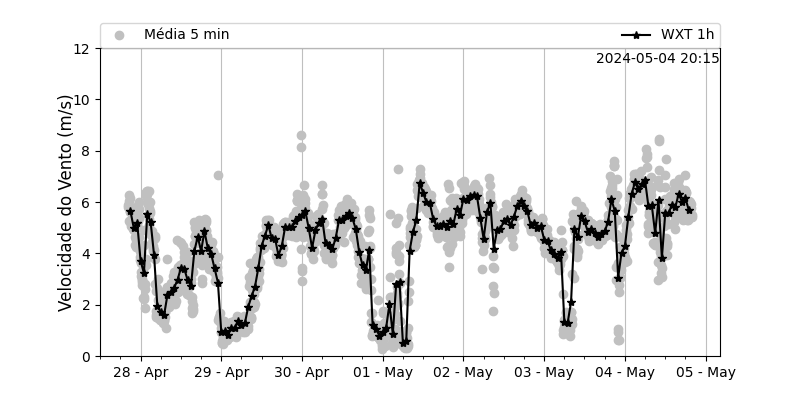 Média 5 min
WXT 1h
2024-05-04 20:15
Velocidade do Vento (m/s)
12
10
8
6
4
2
0
28 - Apr
29 - Apr
30 - Apr
01 - May
02 - May
03 - May
04 - May
05 - May